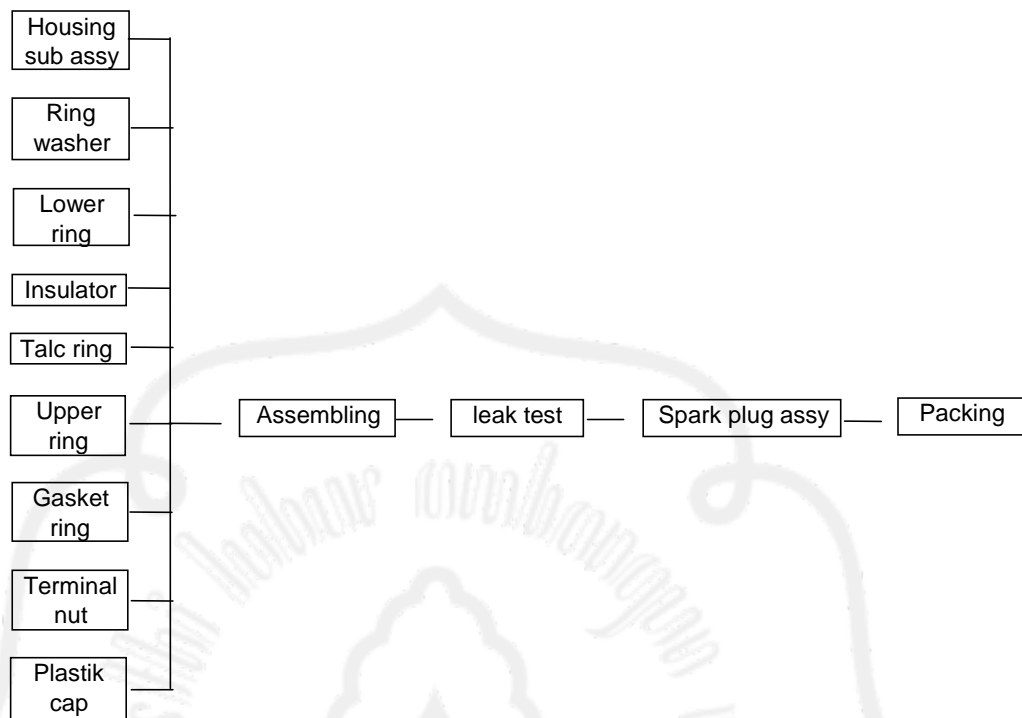 Housing
sub assy
Ring
washer
Lower
ring
Insulator
Talc ring
Upper
ring
Assembling
leak test
Spark plug assy
Packing
Gasket
ring
Terminal
nut
Plastik
cap